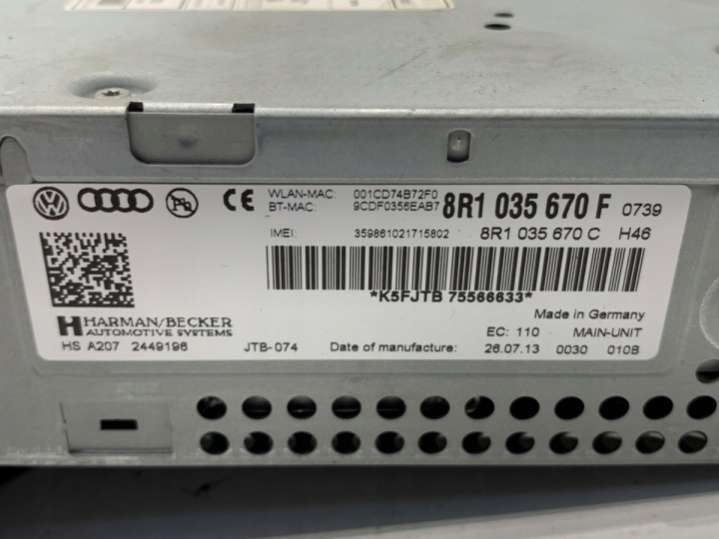 WLAN-MAC: 001CD74B72F0
BT-MAC: 9CDF0356EAB7
8R1 035 670 F 0739
IMEI: 359861021715802
8R1 035 670 C H46
*K5FJTB 75566633*
HARMAN/BECKER
AUTOMOTIVE SYSTEMS
Made in Germany
EC: 110 MAIN-UNIT
HS A207 2449196 JTB-074 Date of manufacture: 26.07.13 0030 010B